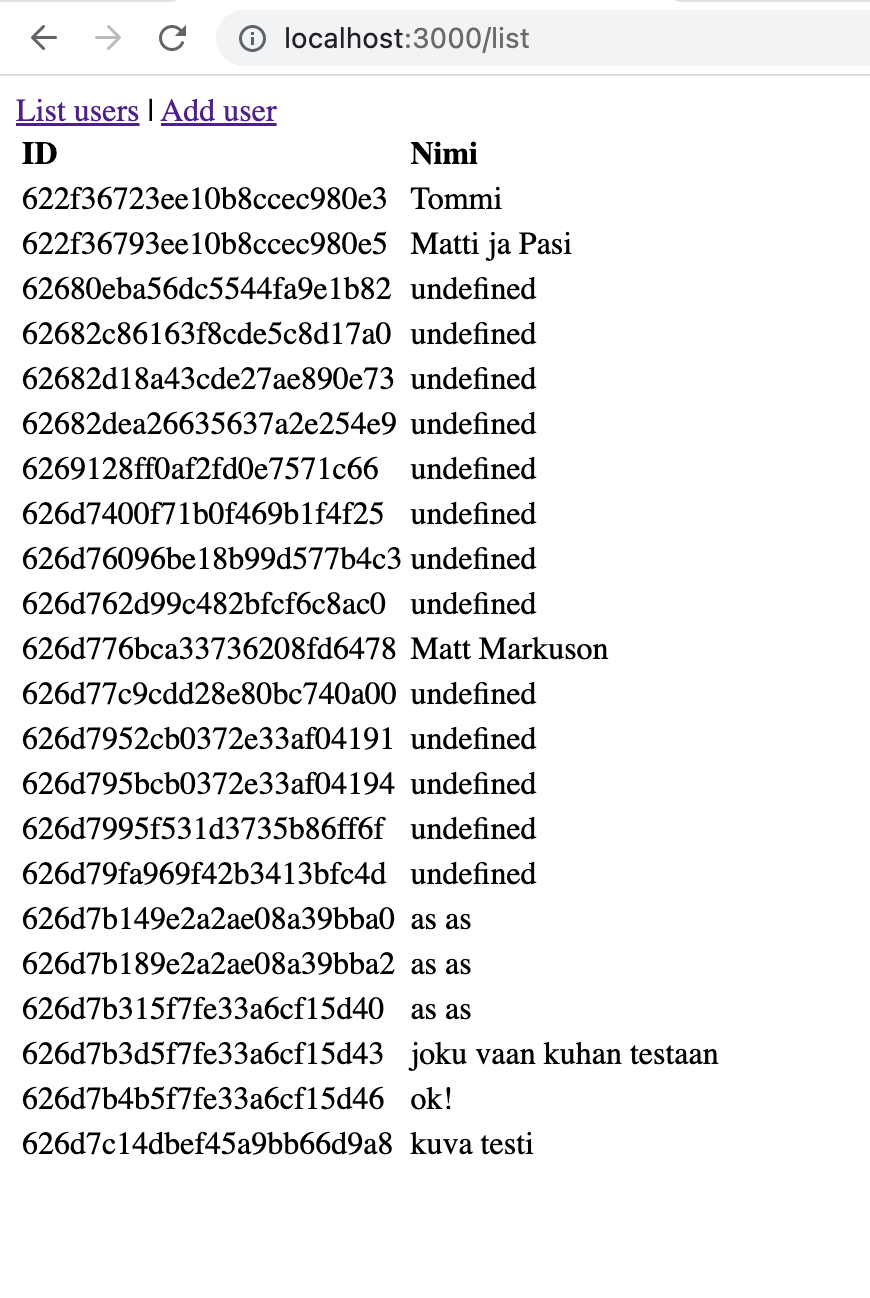 localhost:3000/list
List users | Add user
ID Nimi
622f36723ee10b8ccec980e3 Tommi
622f36793ee10b8ccec980e5 Matti ja Pasi
62680eba56dc5544fa9e1b82 undefined
62682c86163f8cde5c8d17a0 undefined
62682d18a43cde27ae890e73 undefined
62682dea26635637a2e254e9 undefined
6269128ff0af2fd0e7571c66 undefined
626d7400f71b0f469b1f4f25 undefined
626d76096be18b99d577b4c3 undefined
626d762d99c482bfcf6c8ac0 undefined
626d776bca33736208fd6478 Matt Markuson
626d77c9cdd28e80bc740a00 undefined
626d7952cb0372e33af04191 undefined
626d795bcb0372e33af04194 undefined
626d7995f531d3735b86ff6f undefined
626d79fa969f42b3413bfc4d undefined
626d7b149e2a2ae08a39bba0 as as
626d7b189e2a2ae08a39bba2 as as
626d7b315f7fe33a6cf15d40 as as
626d7b3d5f7fe33a6cf15d43 joku vaan kuhan testaan
626d7b4b5f7fe33a6cf15d46 ok!
626d7c14dbef45a9bb66d9a8 kuva testi